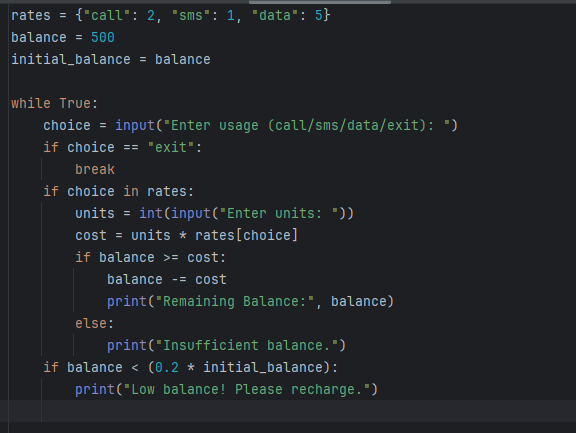 rates = {"call": 2, "sms": 1, "data": 5}
balance = 500
initial_balance = balance

while True:
    choice = input("Enter usage (call/sms/data/exit): ")
    if choice == "exit":
        break
    if choice in rates:
        units = int(input("Enter units: "))
        cost = units * rates[choice]
        if balance >= cost:
            balance -= cost
            print("Remaining Balance:", balance)
        else:
            print("Insufficient balance.")
    if balance < (0.2 * initial_balance):
        print("Low balance! Please recharge.")